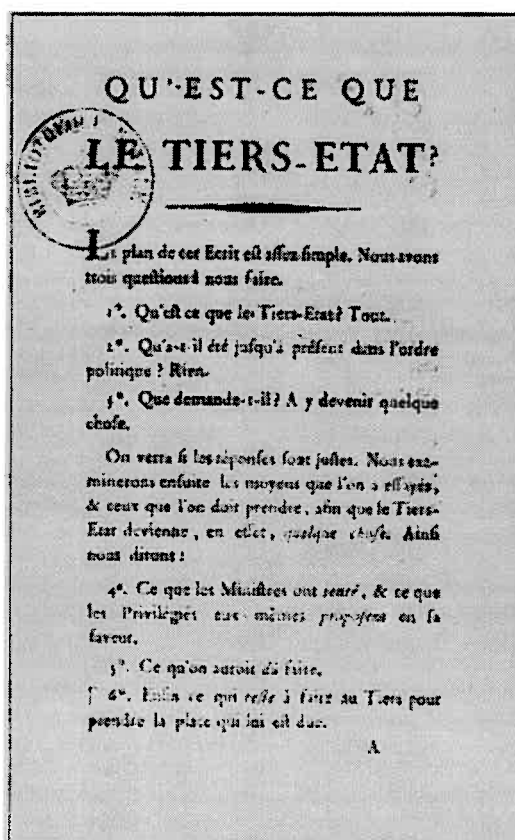 QU'EST-CE QUE
LE TIERS-ETAT?
Le plan de cet Ecrit est assez simple. Nous avons
trois questions à nous faire.
1°. Qu'est ce que le Tiers-Etat? Tout.
2°. Qu'a-t-il été jusqu'à présent dans l'ordre
politique ? Rien.
3°. Que demande-t-il ? A y devenir quelque
chose.
On verra si les réponses sont justes. Nous exa-
minerons ensuite les moyens que l'on a essayés,
& ceux que l'on doit prendre, afin que le Tiers-
Etat devienne, en effet, quelque chose. Ainsi
nous dirons :
4°. Ce que les Ministres ont tenté, & ce que
les Privilégiés eux mêmes proposent en sa
faveur.
5°. Ce qu'on auroit dû faire.
6°. Enfin ce qui reste à faire au Tiers pour
prendre la place qui lui est due.
A